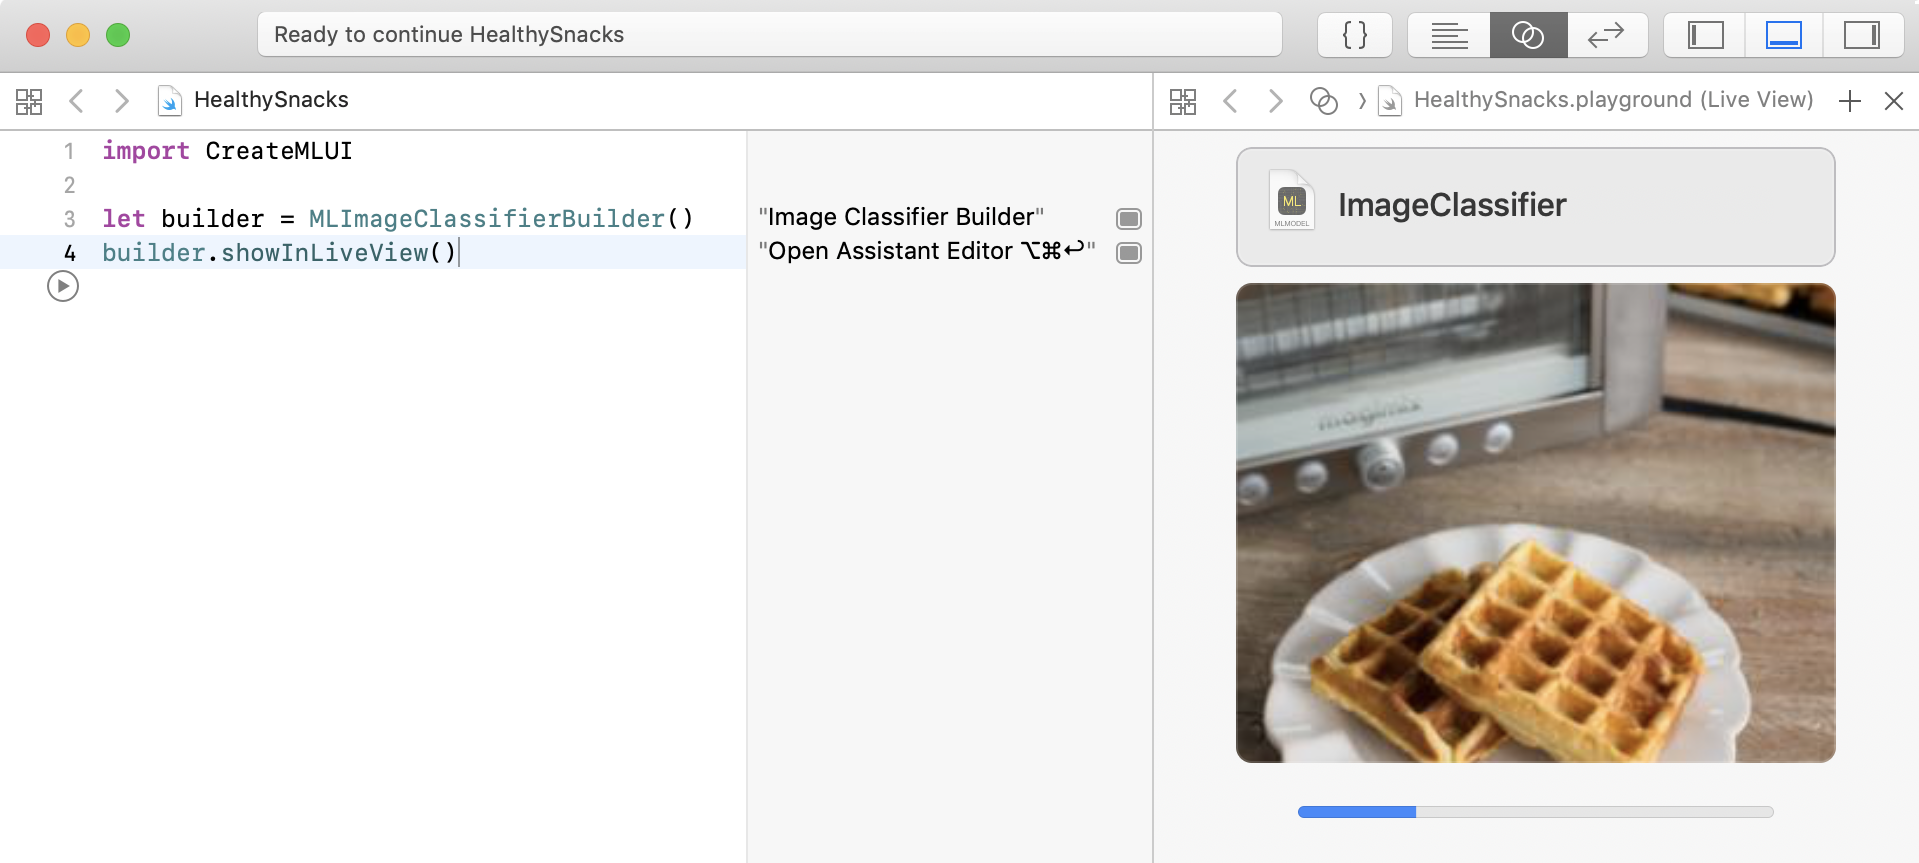 Ready to continue HealthySnacks
{ }
HealthySnacks
HealthySnacks.playground (Live View)
1 import CreateMLUI
2
3 let builder = MLImageClassifierBuilder()
"Image Classifier Builder"
4 builder.showInLiveView()
"Open Assistant Editor ⌥⌘↩"
ML
MLMODEL
ImageClassifier
magimix